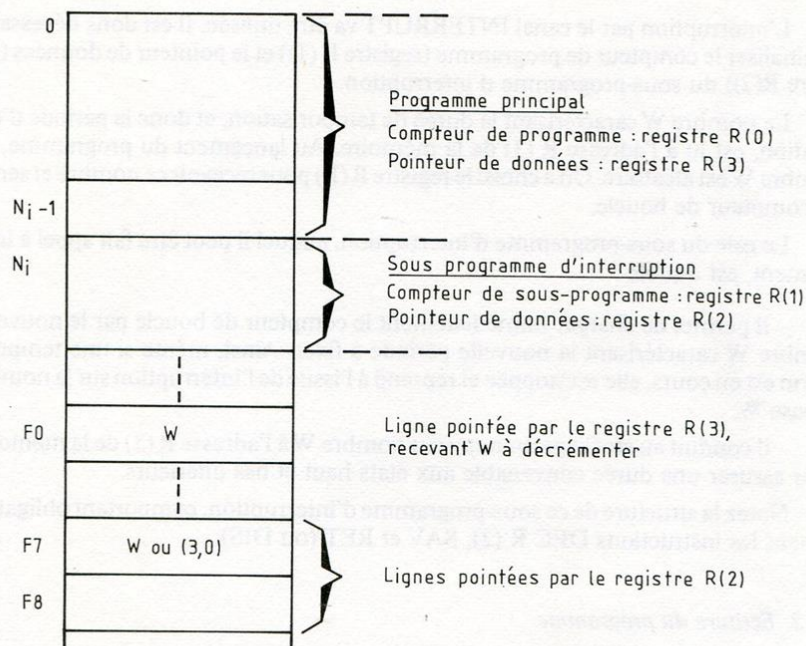 0
Programme principal
Compteur de programme : registre R(0)
Pointeur de données : registre R(3)
Ni-1
Ni
Sous programme d'interruption
Compteur de sous-programme : registre R(1)
Pointeur de données : registre R(2)
F0
W
Ligne pointée par le registre R(3),
recevant W à décrémenter
F7
W ou (3,0)
Lignes pointées par le registre R(2)
F8